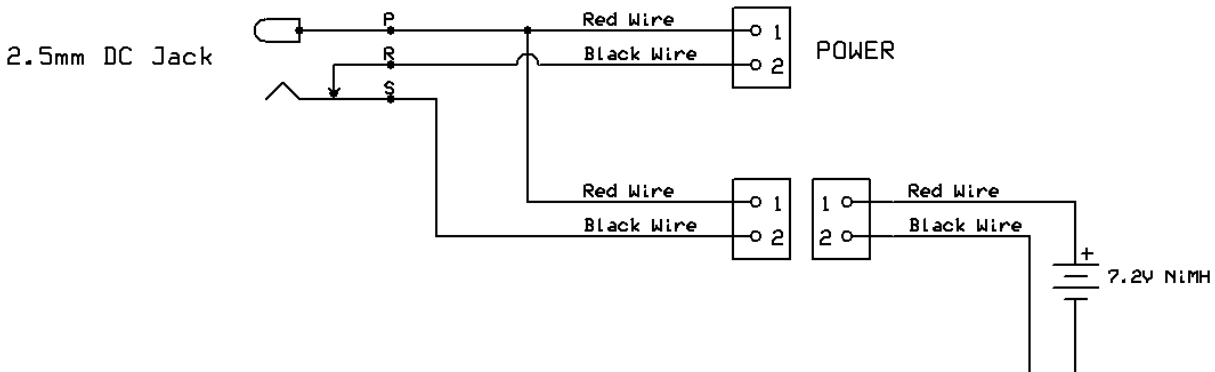 P
Red Wire
1
2.5mm DC Jack
R
Black Wire
2
POWER
S
Red Wire
1
1
Red Wire
Black Wire
2
2
Black Wire
+
7.2V NiMH